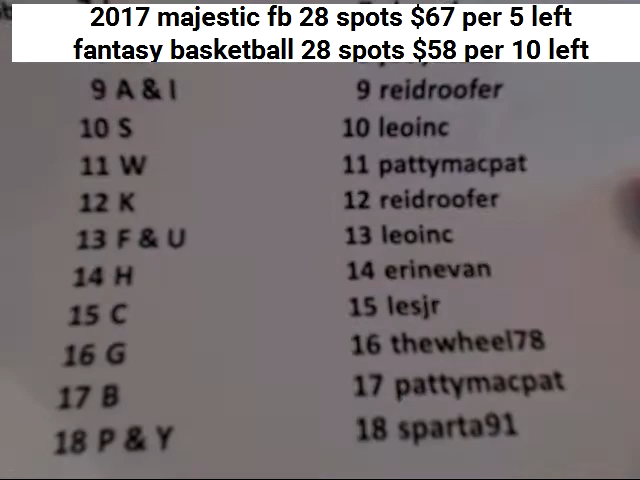 2017 majestic fb 28 spots $67 per 5 left
fantasy basketball 28 spots $58 per 10 left
9 A & I 9 reidroofer
10 S 10 leoinc
11 W 11 pattymacpat
12 K 12 reidroofer
13 F & U 13 leoinc
14 H 14 erinevan
15 C 15 lesjr
16 G 16 thewheel78
17 B 17 pattymacpat
18 P & Y 18 sparta91